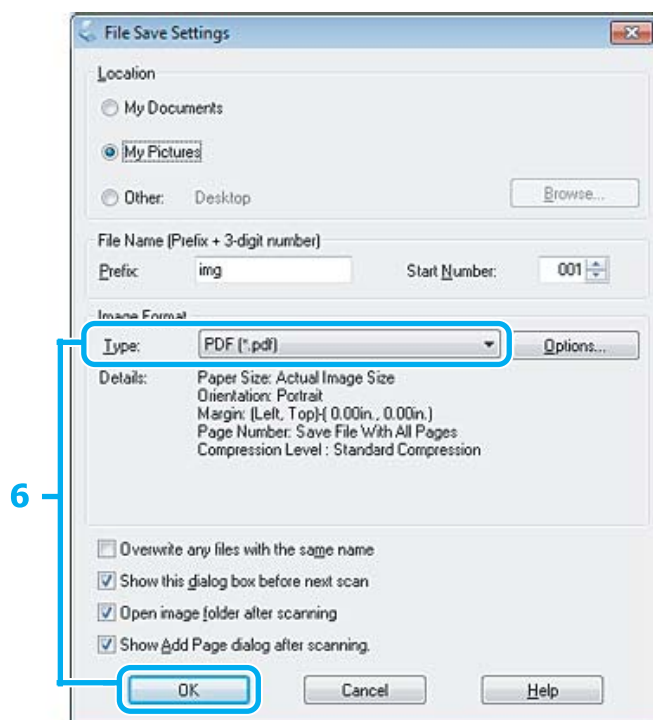 File Save Settings
Location
My Documents
My Pictures
Other: Desktop Browse...
File Name (Prefix + 3-digit number)
Prefix: img Start Number: 001
Image Format
Type: PDF (*.pdf) Options...
Details: Paper Size: Actual Image Size
Orientation: Portrait
Margin: (Left, Top)-( 0.00in., 0.00in.)
Page Number: Save File With All Pages
Compression Level : Standard Compression
6
Overwrite any files with the same name
Show this dialog box before next scan
Open image folder after scanning
Show Add Page dialog after scanning.
OK Cancel Help